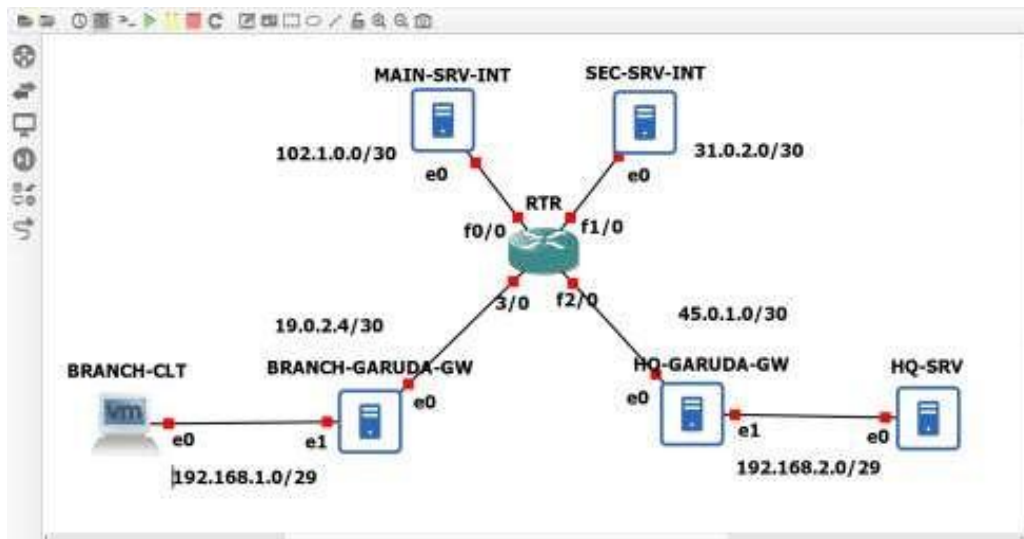 MAIN-SRV-INT
SEC-SRV-INT
102.1.0.0/30
31.0.2.0/30
e0
e0
RTR
f0/0
f1/0
3/0
f2/0
19.0.2.4/30
45.0.1.0/30
BRANCH-CLT
BRANCH-GARUDA-GW
HQ-GARUDA-GW
HQ-SRV
vm
e0
e0
e0
e1
e1
e0
192.168.1.0/29
192.168.2.0/29